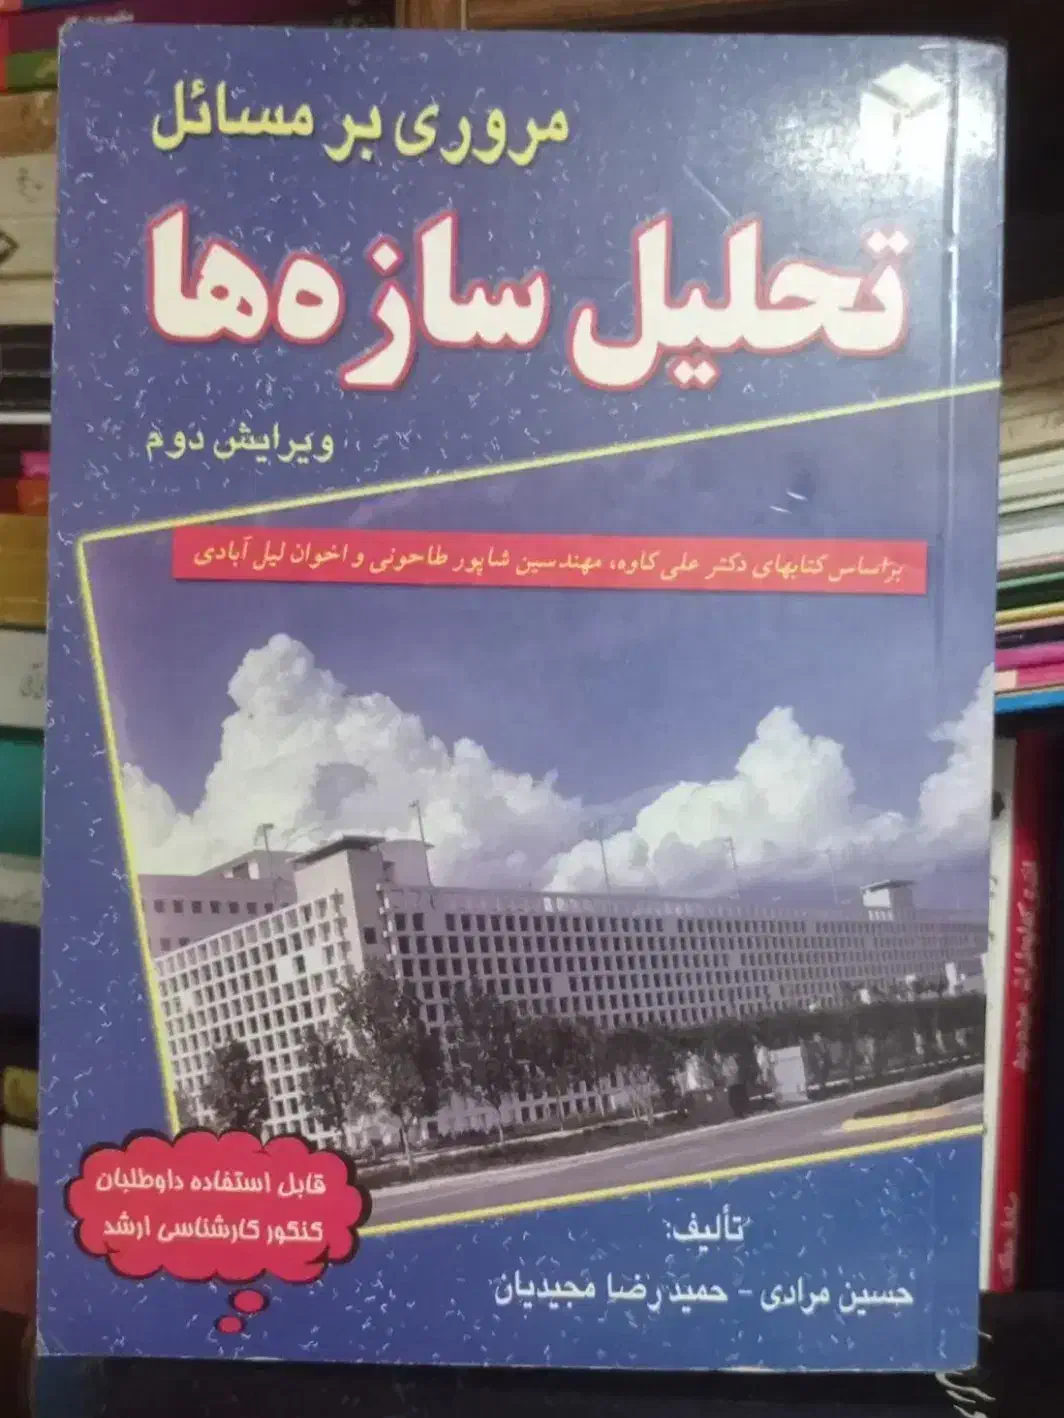 مروری بر مسائل
تحلیل سازه‌ها
ویرایش دوم
براساس کتابهای دکتر علی کاوه، مهندسین شاپور طاحونی و اخوان لیل آبادی
قابل استفاده داوطلبان
کنکور کارشناسی ارشد
تألیف:
حسین مرادی - حمیدرضا مجیدیان